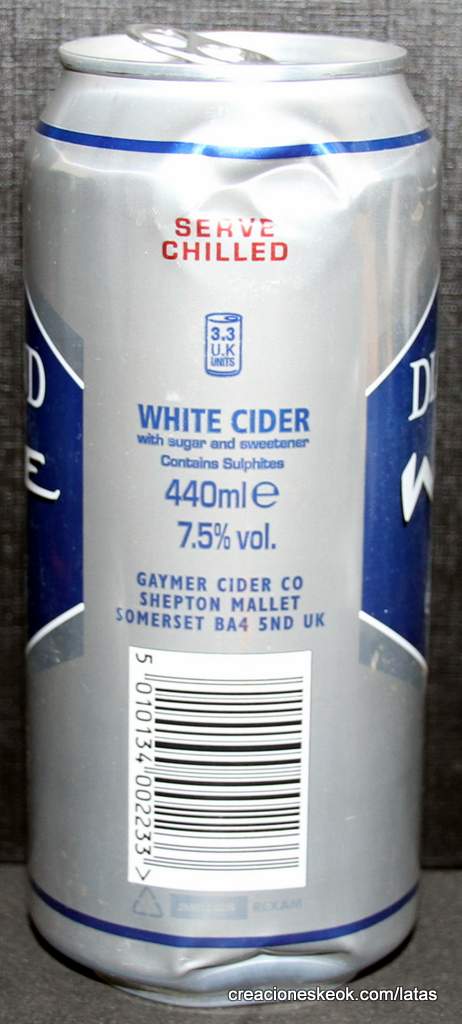 SERVE
CHILLED
3.3
U.K
UNITS
WHITE CIDER
with sugar and sweetener
Contains Sulphites
440ml e
7.5% vol.
GAYMER CIDER CO
SHEPTON MALLET
SOMERSET BA4 5ND UK
D
E
DI
W
5 010134 002233 >
REXAM
creacioneskeok.com/latas